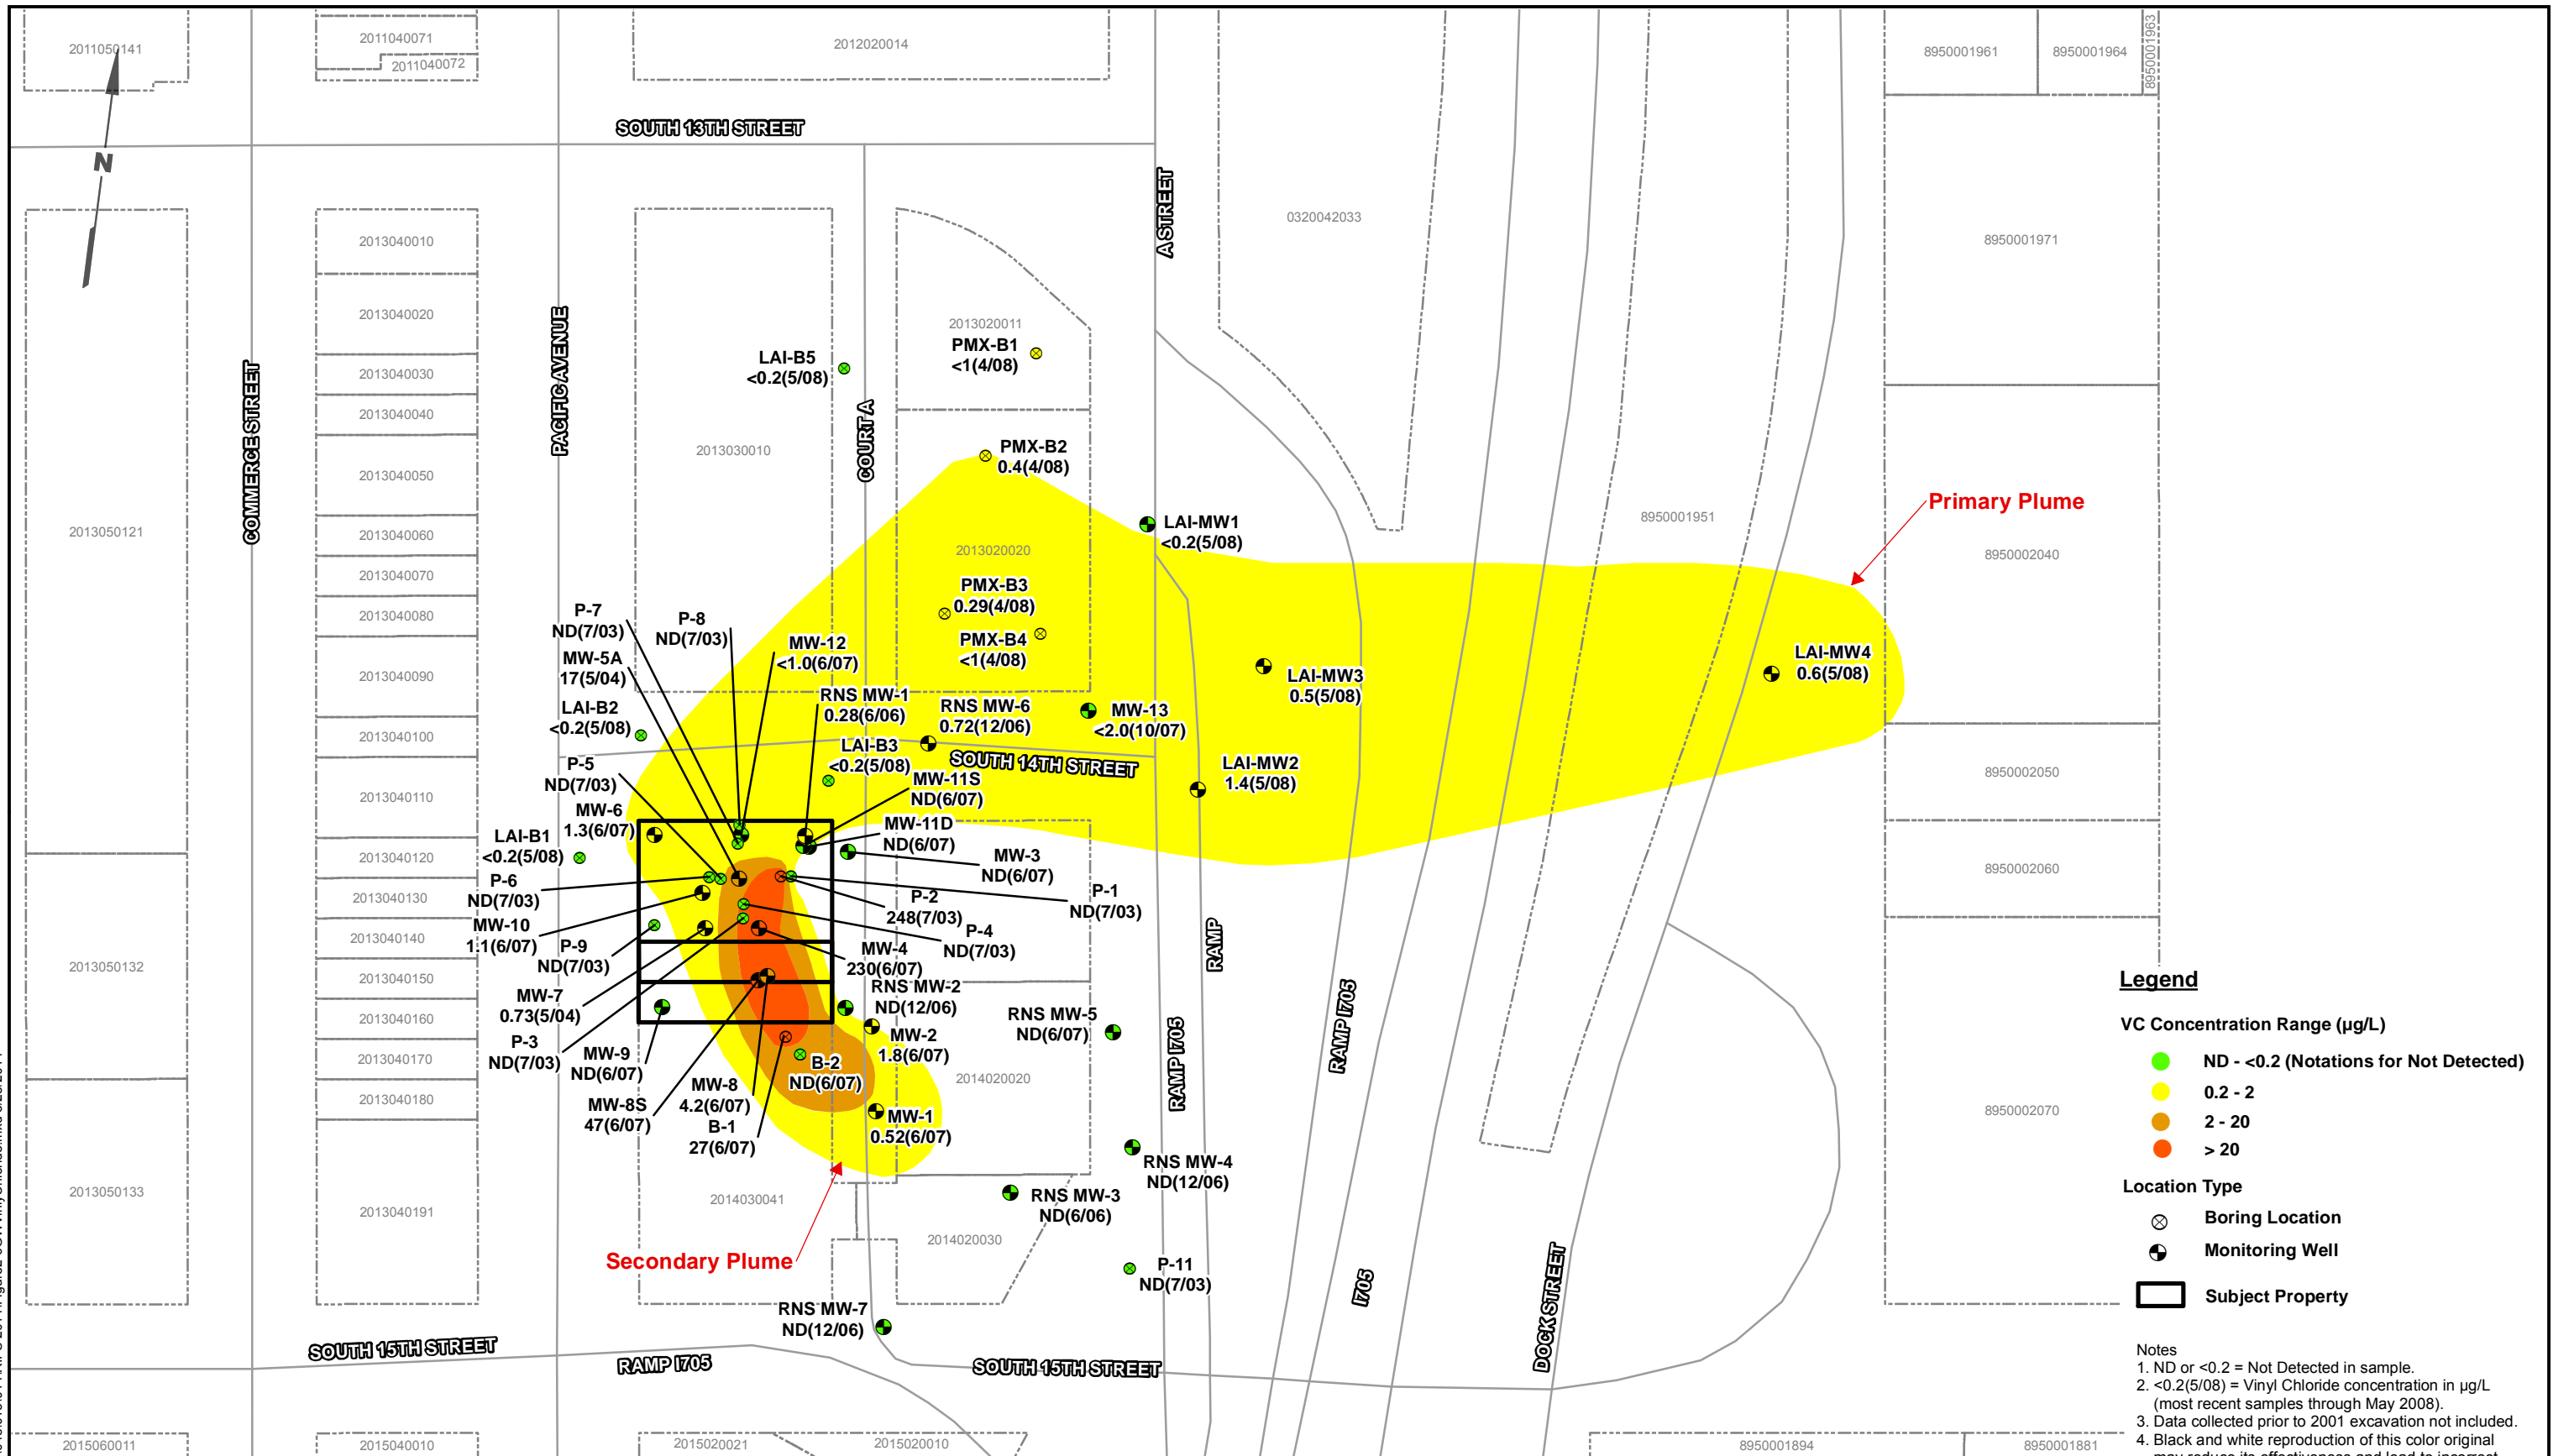 2011050141
2011040071
2011040072
2012020014
8950001961
8950001964
8950001963
SOUTH 13TH STREET
N
COMMERCE STREET
PACIFIC AVENUE
COURT A
A STREET
0320042033
2013040010
2013040020
2013040030
2013040040
2013040050
2013040060
2013040070
2013040080
2013040090
2013040100
2013040110
2013040120
2013040130
2013040140
2013040150
2013040160
2013040170
2013040180
2013040191
2013050121
2013050132
2013050133
2013030010
2013020011
2013020020
8950001951
8950001971
8950002040
8950002050
8950002060
8950002070
LAI-B5
<0.2(5/08)
PMX-B1
<1(4/08)
PMX-B2
0.4(4/08)
LAI-MW1
<0.2(5/08)
Primary Plume
PMX-B3
0.29(4/08)
PMX-B4
<1(4/08)
P-7
ND(7/03)
P-8
ND(7/03)
MW-12
<1.0(6/07)
MW-5A
17(5/04)
RNS MW-1
0.28(6/06)
RNS MW-6
0.72(12/06)
MW-13
<2.0(10/07)
LAI-MW3
0.5(5/08)
LAI-MW4
0.6(5/08)
LAI-B2
<0.2(5/08)
LAI-B3
<0.2(5/08)
SOUTH 14TH STREET
LAI-MW2
1.4(5/08)
P-5
ND(7/03)
MW-11S
ND(6/07)
MW-6
1.3(6/07)
MW-11D
ND(6/07)
LAI-B1
<0.2(5/08)
MW-3
ND(6/07)
P-6
ND(7/03)
P-2
248(7/03)
P-1
ND(7/03)
MW-10
1.1(6/07)
P-4
ND(7/03)
P-9
ND(7/03)
MW-4
230(6/07)
MW-7
0.73(5/04)
RNS MW-2
ND(12/06)
RNS MW-5
ND(6/07)
P-3
ND(7/03)
MW-9
ND(6/07)
MW-2
1.8(6/07)
B-2
ND(6/07)
MW-8
4.2(6/07)
MW-8S
47(6/07)
B-1
27(6/07)
MW-1
0.52(6/07)
2014020020
RNS MW-4
ND(12/06)
RNS MW-3
ND(6/06)
2014030041
2014020030
Secondary Plume
P-11
ND(7/03)
RNS MW-7
ND(12/06)
RAMP
RAMP I705
RAMP I705
I705
DOCK STREET
SOUTH 15TH STREET
RAMP I705
SOUTH 15TH STREET
2015060011
2015040010
2015020021
2015020010
8950001894
8950001881
Legend
VC Concentration Range (µg/L)
ND - <0.2 (Notations for Not Detected)
0.2 - 2
2 - 20
> 20
Location Type
Boring Location
Monitoring Well
Subject Property
Notes
1. ND or <0.2 = Not Detected in sample.
2. <0.2(5/08) = Vinyl Chloride concentration in µg/L
(most recent samples through May 2008).
3. Data collected prior to 2001 excavation not included.
4. Black and white reproduction of this color original
may reduce its effectiveness and lead to incorrect